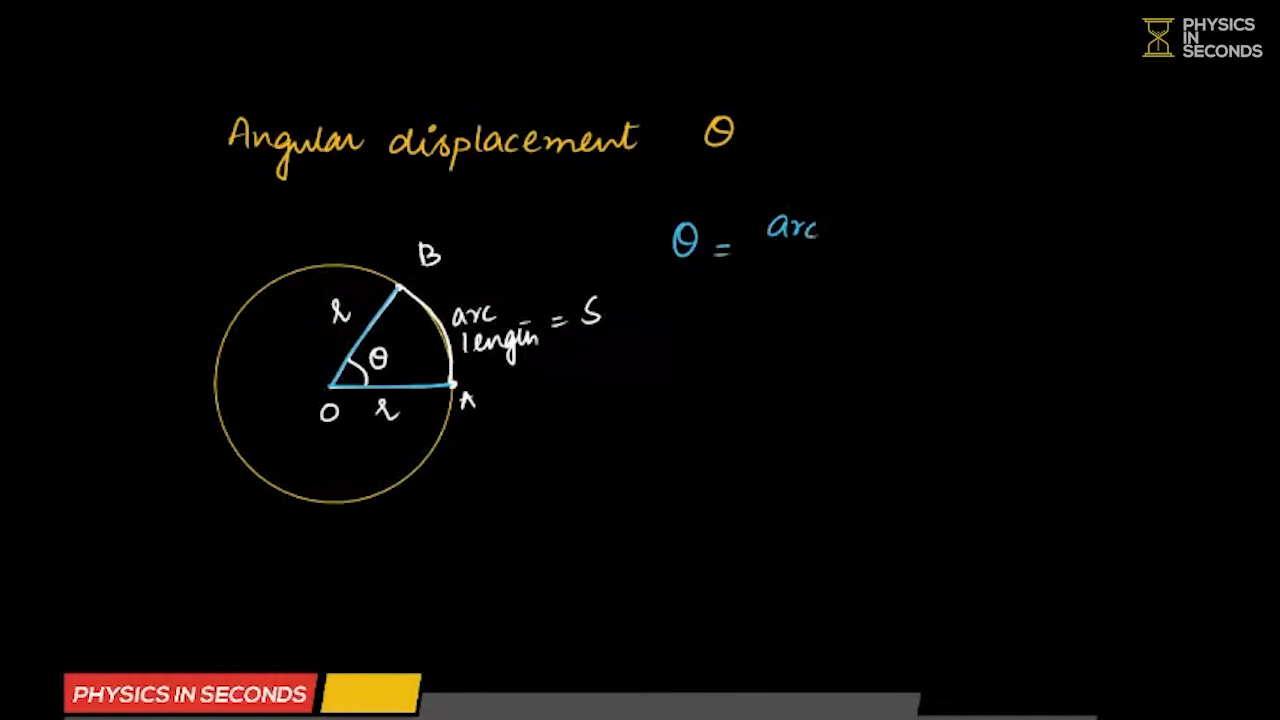 PHYSICS
IN
SECONDS
Angular displacement θ
θ = arc
B
r
arc
length = S
θ
O
r
A
PHYSICS IN SECONDS